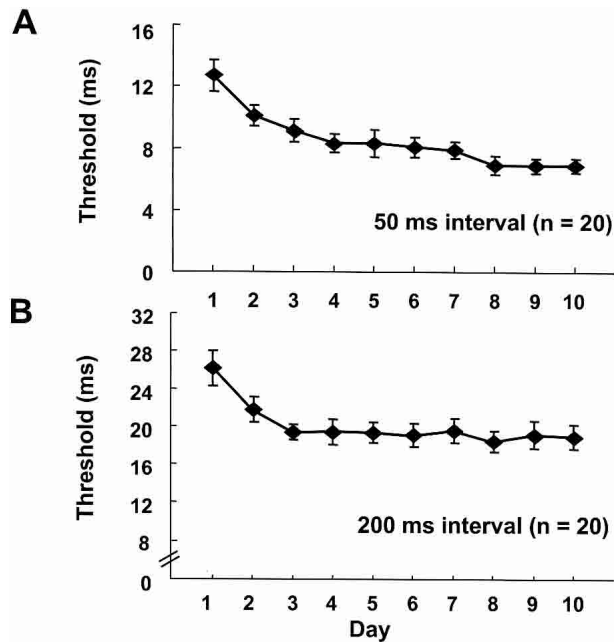 A
Threshold (ms)
16
12
8
4
0
50 ms interval (n = 20)
1 2 3 4 5 6 7 8 9 10
B
Threshold (ms)
32
28
24
20
16
12
8
0
200 ms interval (n = 20)
1 2 3 4 5 6 7 8 9 10
Day